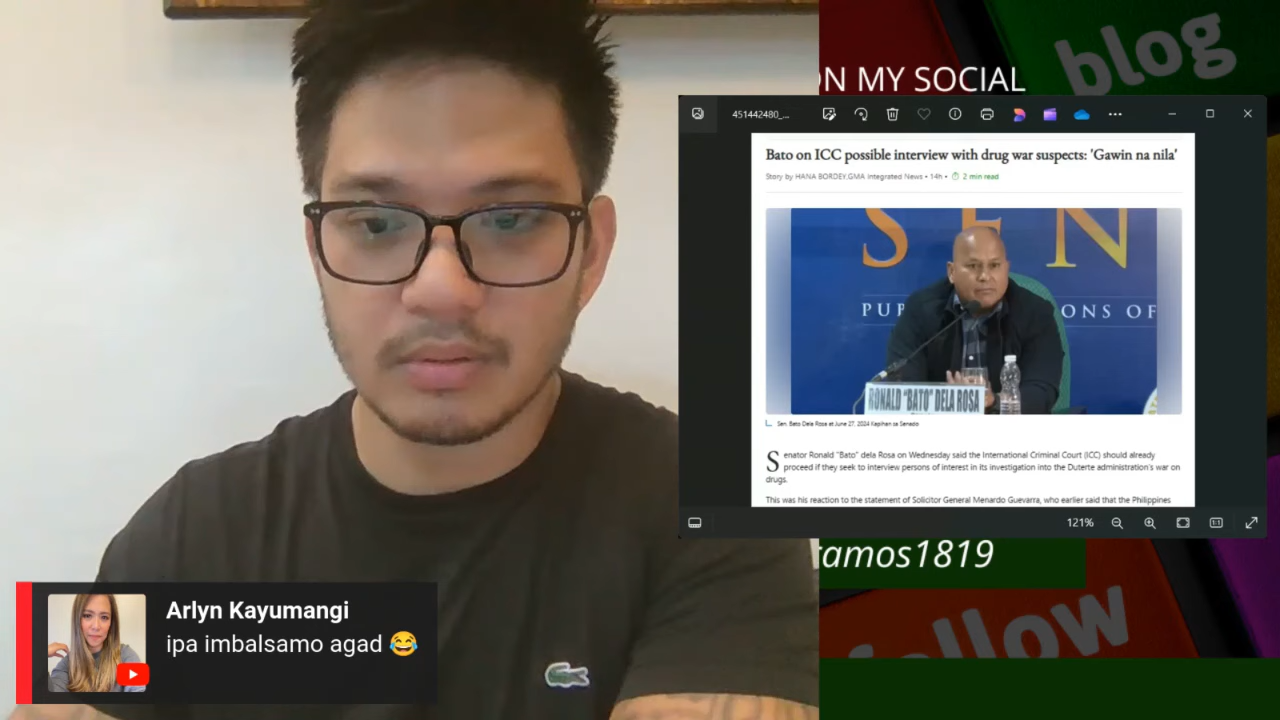 blog
ON MY SOCIAL
451442480_...
Bato on ICC possible interview with drug war suspects: 'Gawin na nila'
Story by HANA BORDEY,GMA Integrated News • 14h • 2 min read
SEN
PUB ONS OF
RONALD "BATO" DELA ROSA
Sen. Bato Dela Rosa at June 27, 2024 Kapihan sa Senado
Senator Ronald "Bato" dela Rosa on Wednesday said the International Criminal Court (ICC) should already
proceed if they seek to interview persons of interest in its investigation into the Duterte administration's war on
drugs.
This was his reaction to the statement of Solicitor General Menardo Guevarra, who earlier said that the Philippines
121%
1:1
ramos1819
follow
Arlyn Kayumangi
ipa imbalsamo agad 😂